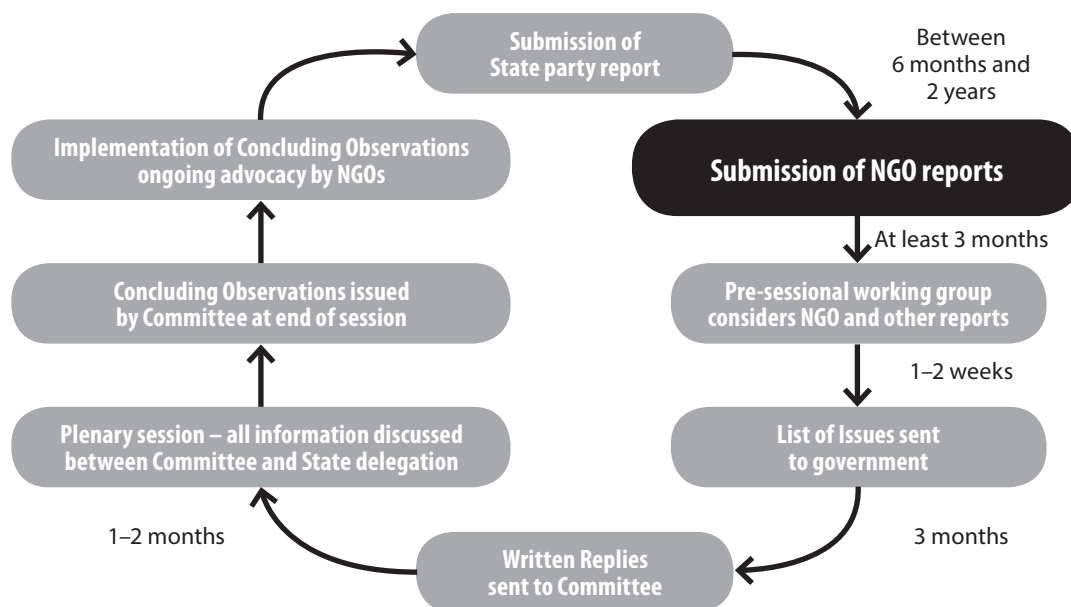 Submission of
State party report
Between
6 months and
2 years
Submission of NGO reports
At least 3 months
Pre-sessional working group
considers NGO and other reports
1–2 weeks
List of Issues sent
to government
3 months
Written Replies
sent to Committee
1–2 months
Plenary session – all information discussed
between Committee and State delegation
Concluding Observations issued
by Committee at end of session
Implementation of Concluding Observations
ongoing advocacy by NGOs